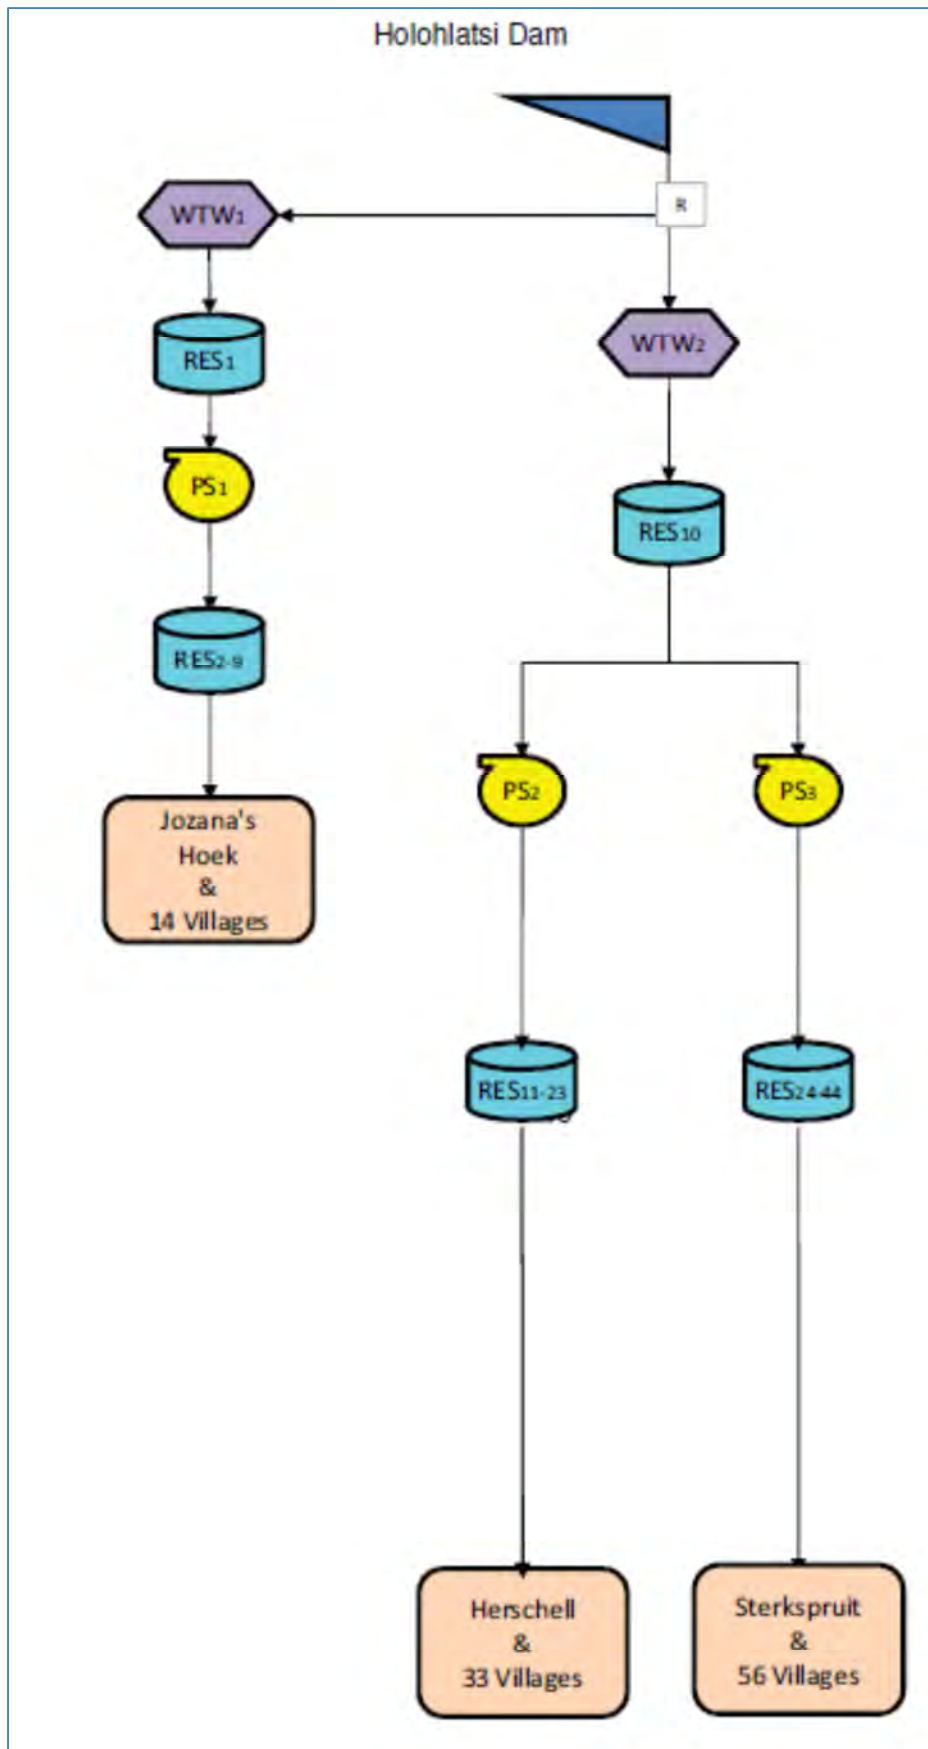 Holohlatsi Dam
R
WTW1
WTW2
RES1
PS1
RES10
RES2-9
PS2
PS3
Jozana's
Hoek
&
14 Villages
RES11-23
RES24-44
Herschell
&
33 Villages
Sterkspruit
&
56 Villages